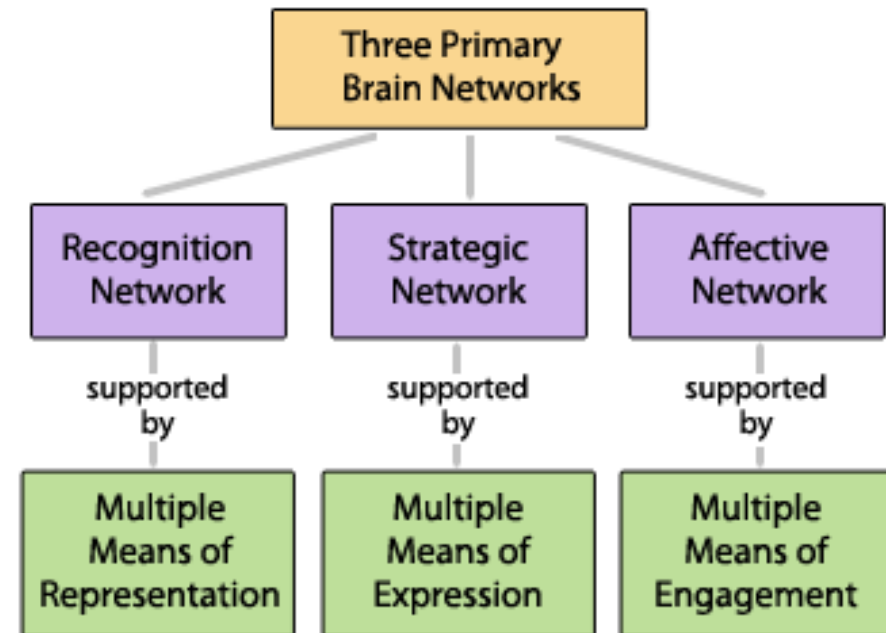 Three Primary
Brain Networks
Recognition
Network
Strategic
Network
Affective
Network
supported
by
supported
by
supported
by
Multiple
Means of
Representation
Multiple
Means of
Expression
Multiple
Means of
Engagement